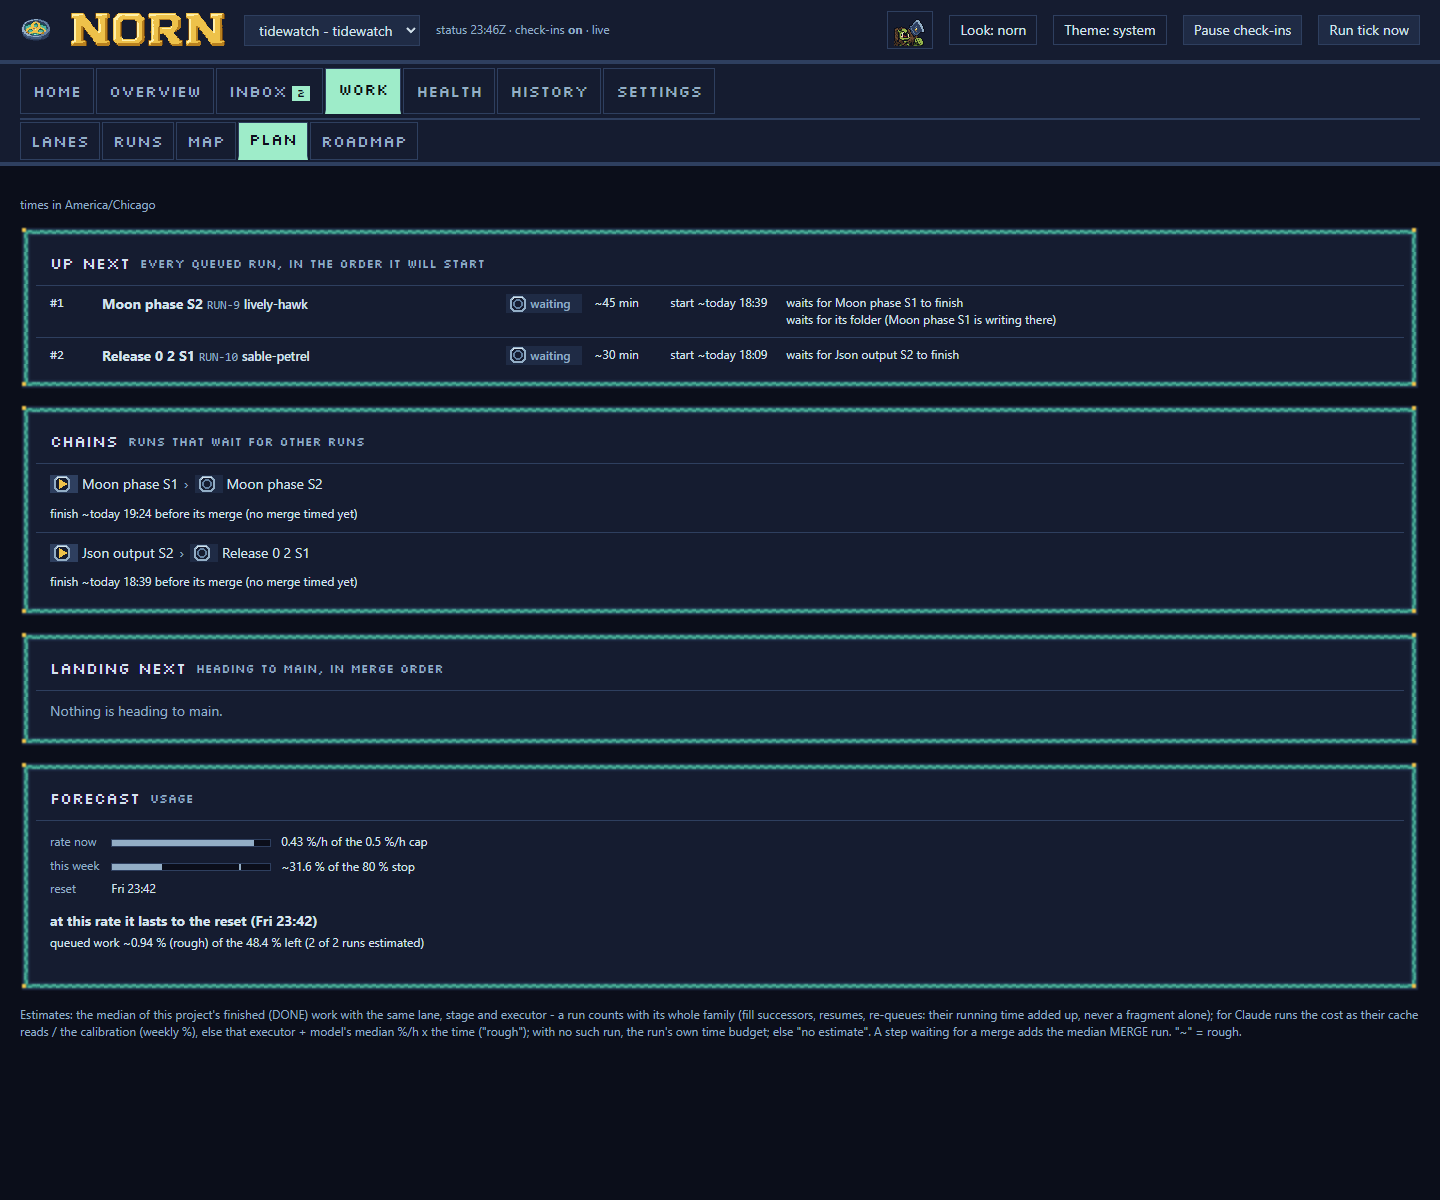 NORN
tidewatch - tidewatch
status 23:46Z · check-ins on · live
Look: norn
Theme: system
Pause check-ins
Run tick now
HOME
OVERVIEW
INBOX 2
WORK
HEALTH
HISTORY
SETTINGS
LANES
RUNS
MAP
PLAN
ROADMAP
times in America/Chicago
UP NEXT EVERY QUEUED RUN, IN THE ORDER IT WILL START
#1 Moon phase S2 RUN-9 lively-hawk waiting ~45 min start ~today 18:39 waits for Moon phase S1 to finish
waits for its folder (Moon phase S1 is writing there)
#2 Release 0 2 S1 RUN-10 sable-petrel waiting ~30 min start ~today 18:09 waits for Json output S2 to finish
CHAINS RUNS THAT WAIT FOR OTHER RUNS
Moon phase S1 › Moon phase S2
finish ~today 19:24 before its merge (no merge timed yet)
Json output S2 › Release 0 2 S1
finish ~today 18:39 before its merge (no merge timed yet)
LANDING NEXT HEADING TO MAIN, IN MERGE ORDER
Nothing is heading to main.
FORECAST USAGE
rate now 0.43 %/h of the 0.5 %/h cap
this week ~31.6 % of the 80 % stop
reset Fri 23:42
at this rate it lasts to the reset (Fri 23:42)
queued work ~0.94 % (rough) of the 48.4 % left (2 of 2 runs estimated)
Estimates: the median of this project's finished (DONE) work with the same lane, stage and executor - a run counts with its whole family (fill successors, resumes, re-queues: their running time added up, never a fragment alone); for Claude runs the cost as their cache
reads / the calibration (weekly %), else that executor + model's median %/h x the time ("rough"); with no such run, the run's own time budget; else "no estimate". A step waiting for a merge adds the median MERGE run. "~" = rough.